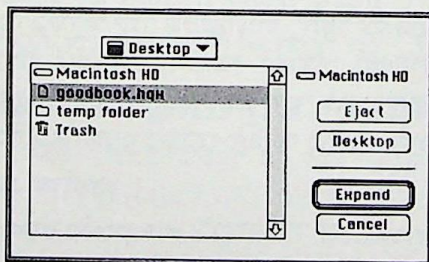 Desktop
Macintosh HD
goodbook.hqx
temp folder
Trash
Macintosh HD
Eject
Desktop
Expand
Cancel